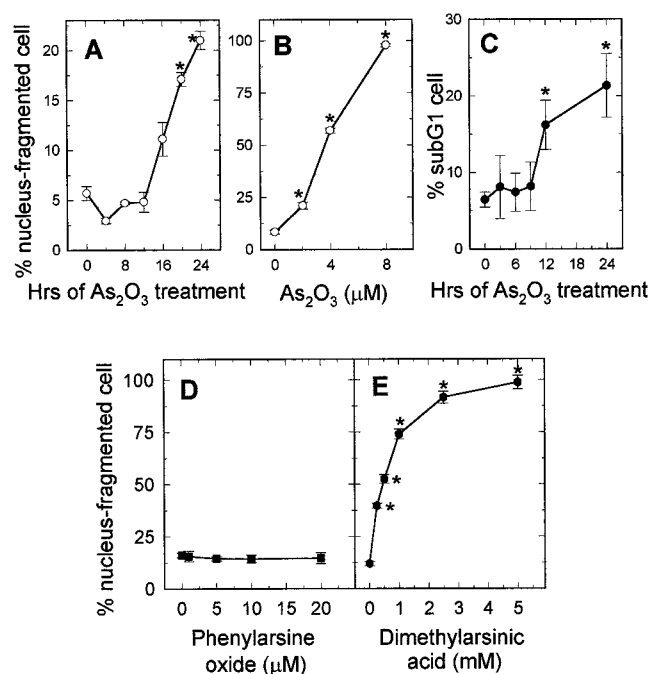 A
B
C
% nucleus-fragmented cell
20
15
10
5
0
* *
0 8 16 24
Hrs of As₂O₃ treatment
100
75
50
25
0
*
*
*
0 4 8
As₂O₃ (μM)
% subG1 cell
30
20
10
0
* *
0 6 12 18 24
Hrs of As₂O₃ treatment
D
E
% nucleus-fragmented cell
100
75
50
25
0
0 5 10 15 20
Phenylarsine
oxide (μM)
*
*
*
*
*
0 1 2 3 4 5
Dimethylarsinic
acid (mM)